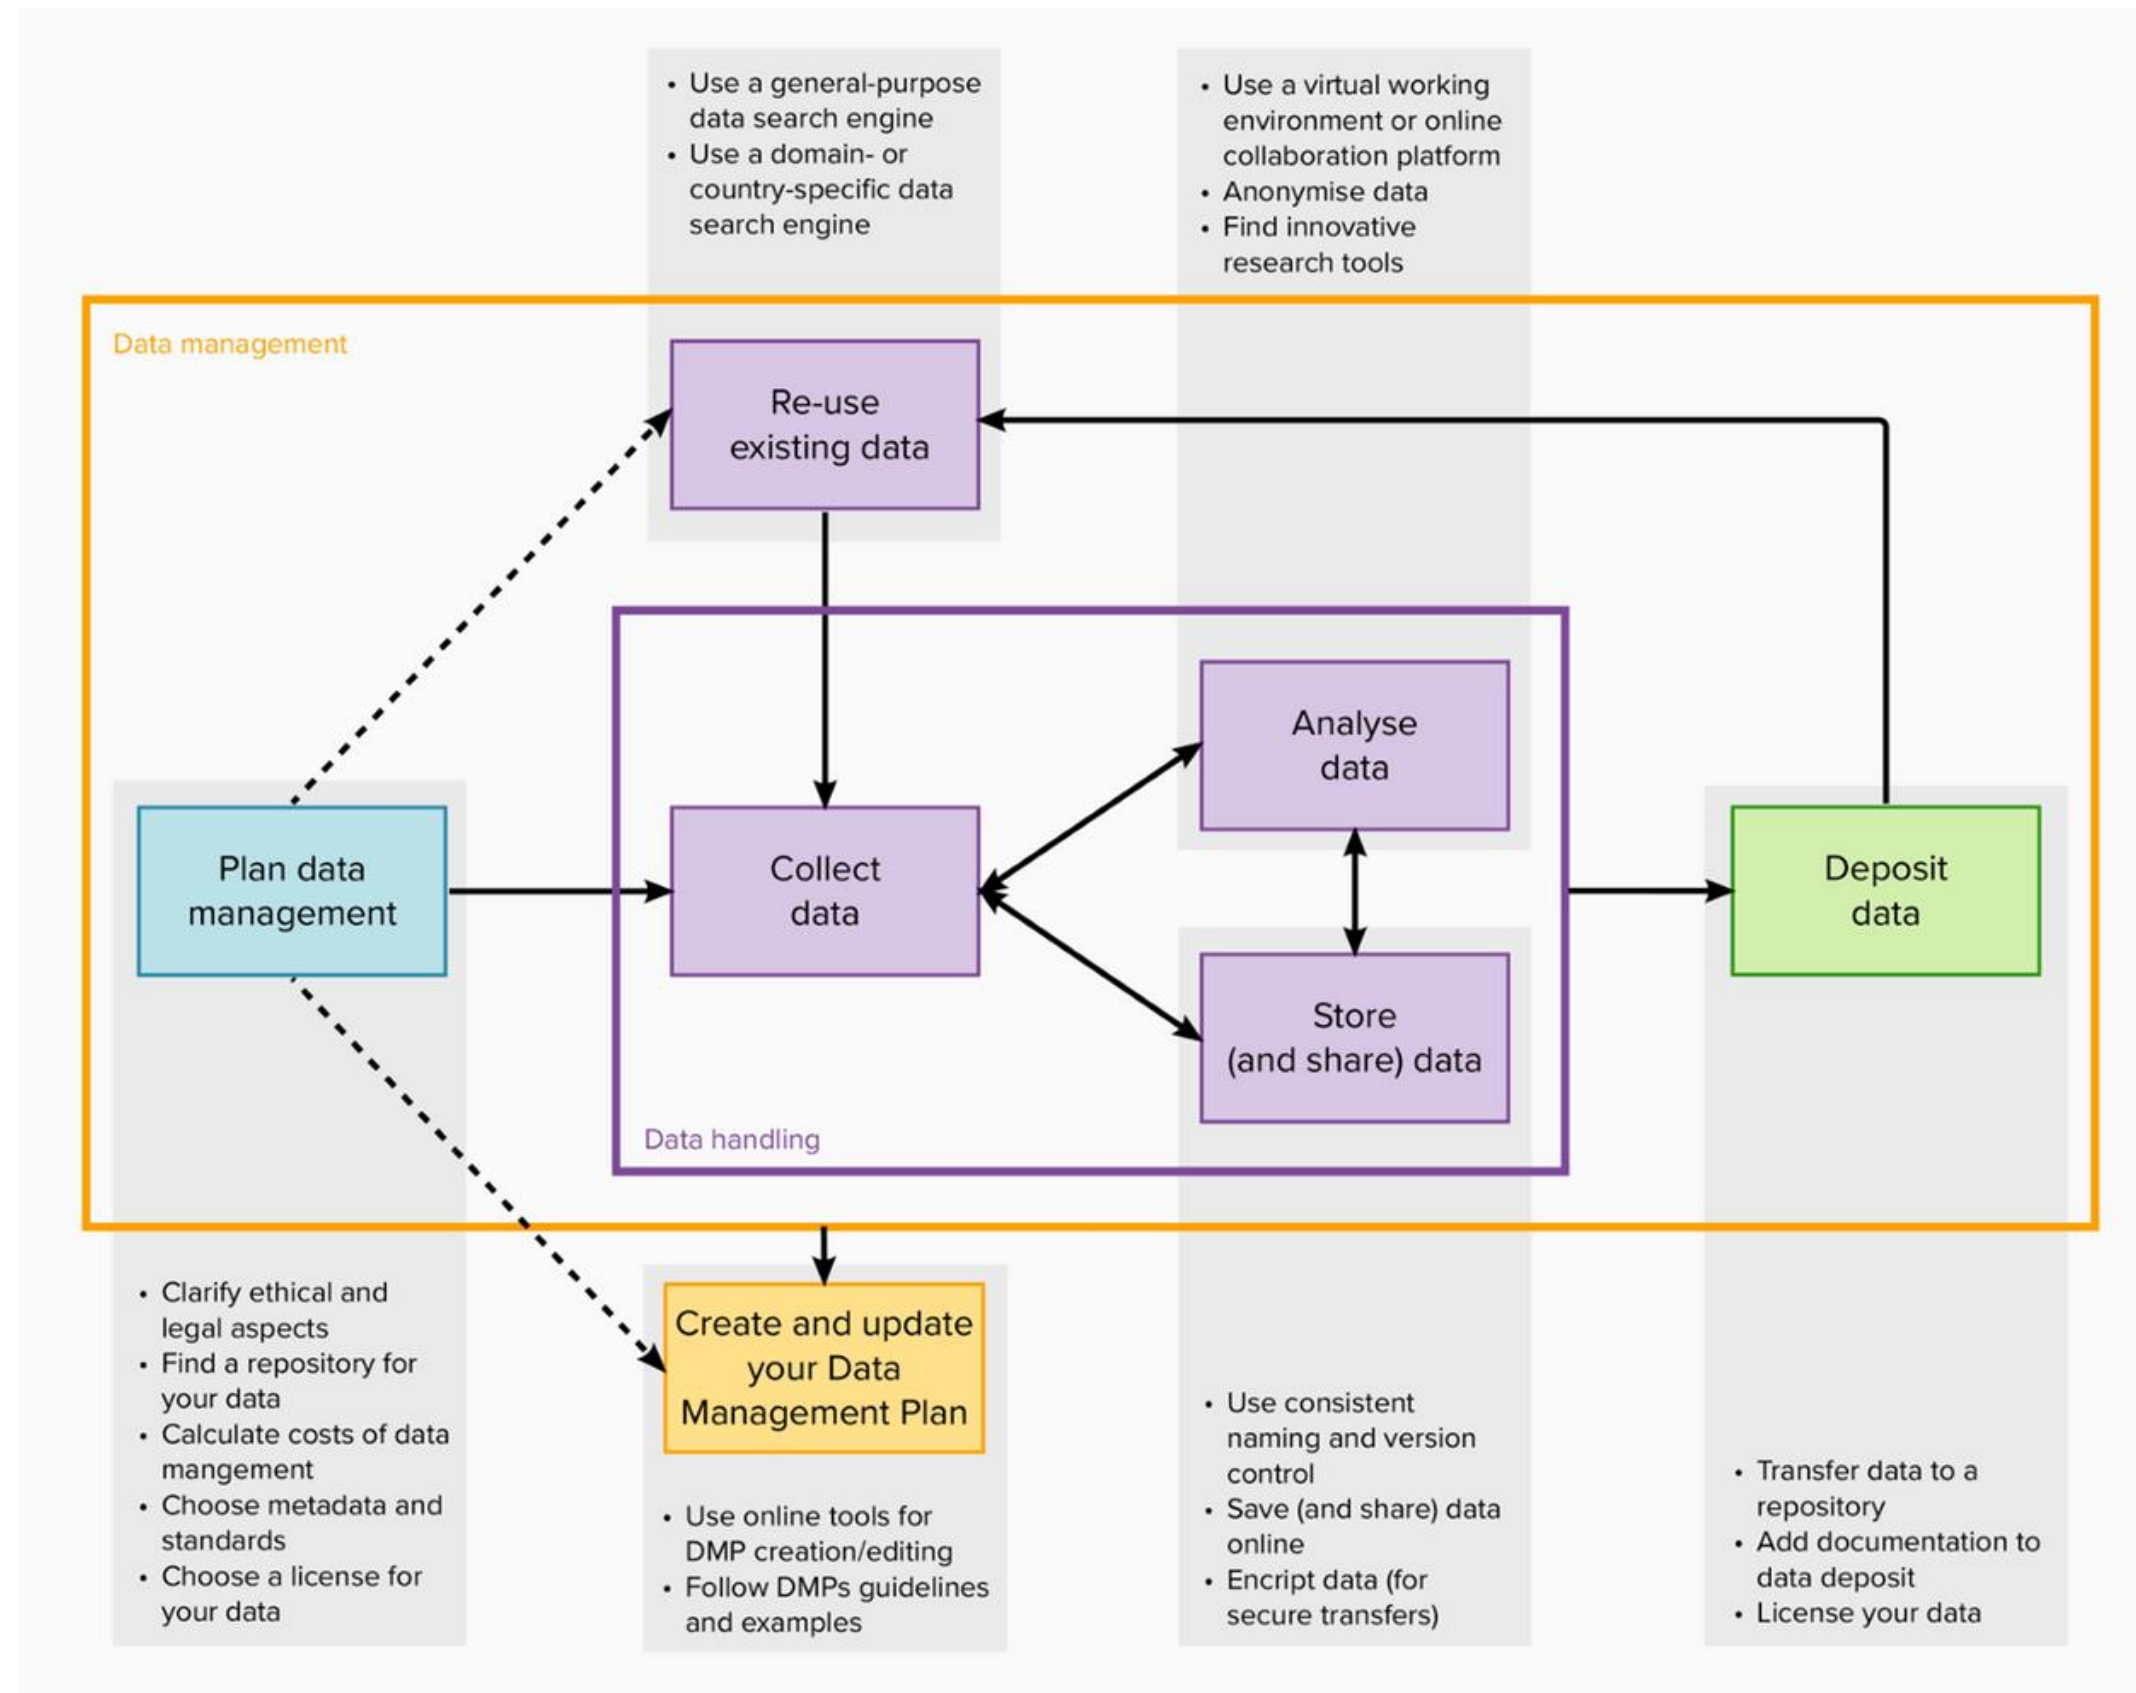 • Use a general-purpose
data search engine
• Use a domain- or
country-specific data
search engine
• Use a virtual working
environment or online
collaboration platform
• Anonymise data
• Find innovative
research tools
Data management
Re-use
existing data
Analyse
data
Plan data
management
Collect
data
Deposit
data
Store
(and share) data
Data handling
• Clarify ethical and
legal aspects
• Find a repository for
your data
• Calculate costs of data
mangement
• Choose metadata and
standards
• Choose a license for
your data
Create and update
your Data
Management Plan
• Use online tools for
DMP creation/editing
• Follow DMPs guidelines
and examples
• Use consistent
naming and version
control
• Save (and share) data
online
• Encript data (for
secure transfers)
• Transfer data to a
repository
• Add documentation to
data deposit
• License your data